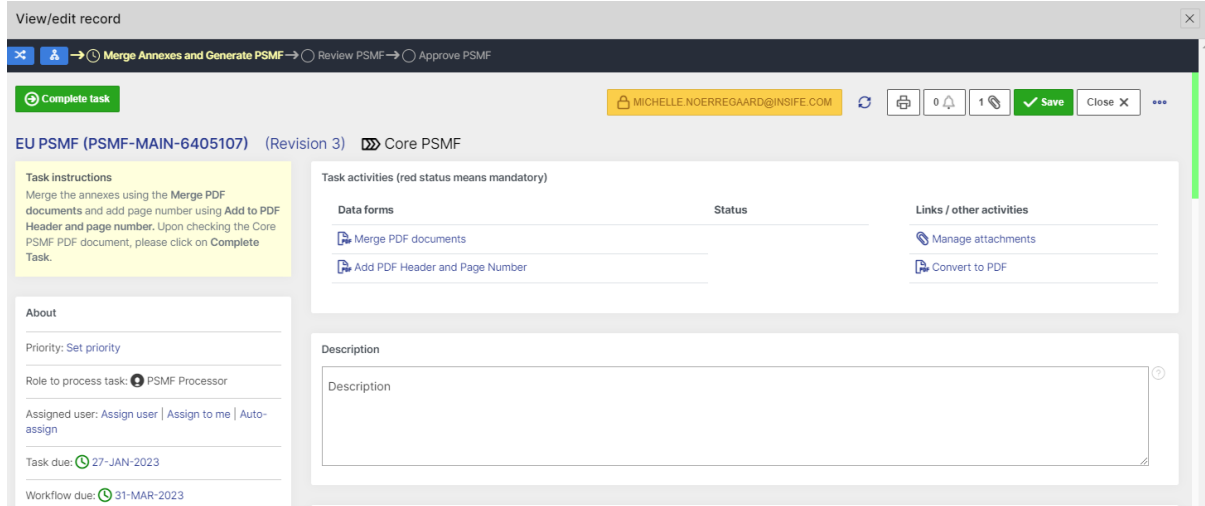 View/edit record
Merge Annexes and Generate PSMF Review PSMF Approve PSMF
Complete task
MICHELLE.NOERREGAARD@INSIFE.COM
0
1
Save
Close X
EU PSMF (PSMF-MAIN-6405107) (Revision 3) Core PSMF
Task instructions
Merge the annexes using the Merge PDF
documents and add page number using Add to PDF
Header and page number. Upon checking the Core
PSMF PDF document, please click on Complete
Task.
Task activities (red status means mandatory)
Data forms Status Links / other activities
Merge PDF documents Manage attachments
Add PDF Header and Page Number Convert to PDF
About
Priority: Set priority
Role to process task: PSMF Processor
Assigned user: Assign user | Assign to me | Auto-
assign
Task due: 27-JAN-2023
Workflow due: 31-MAR-2023
Description
Description